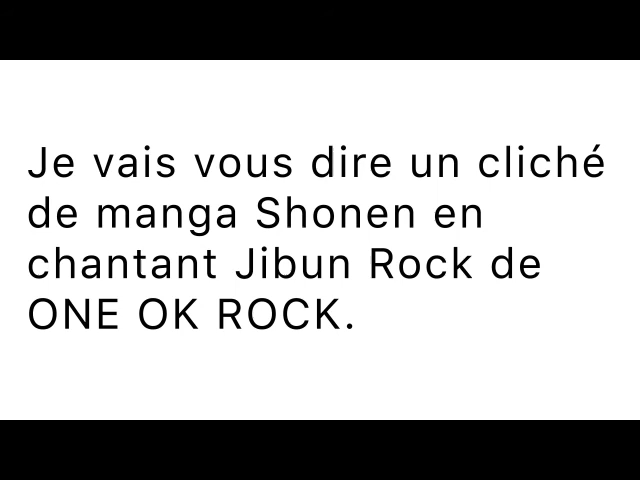 Je vais vous dire un cliché
de manga Shonen en
chantant Jibun Rock de
ONE OK ROCK.